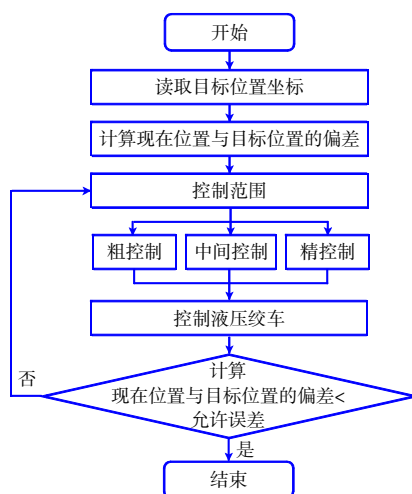 开始
读取目标位置坐标
计算现在位置与目标位置的偏差
控制范围
粗控制
中间控制
精控制
控制液压绞车
计算
现在位置与目标位置的偏差<
允许误差
否
是
结束